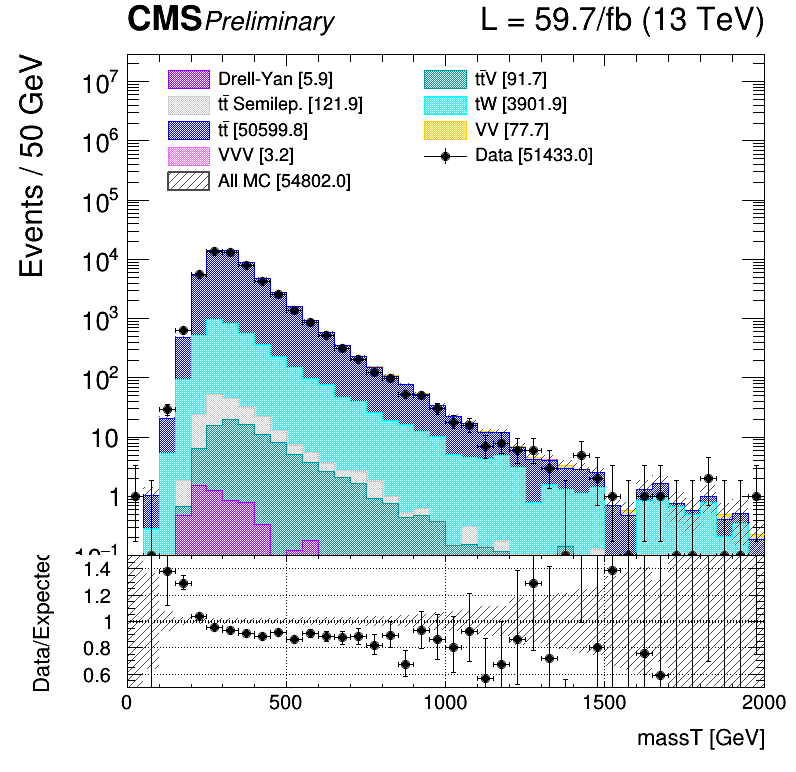 CMS Preliminary L = 59.7/fb (13 TeV)
Events / 50 GeV
Drell-Yan [5.9]
tt̄ Semilep. [121.9]
tt̄ [50599.8]
VVV [3.2]
All MC [54802.0]
tt̄V [91.7]
tW [3901.9]
VV [77.7]
Data [51433.0]
10⁷
10⁶
10⁵
10⁴
10³
10²
10
1
10⁻¹
Data/Expected
1.4
1.2
1
0.8
0.6
0 500 1000 1500 2000
massT [GeV]